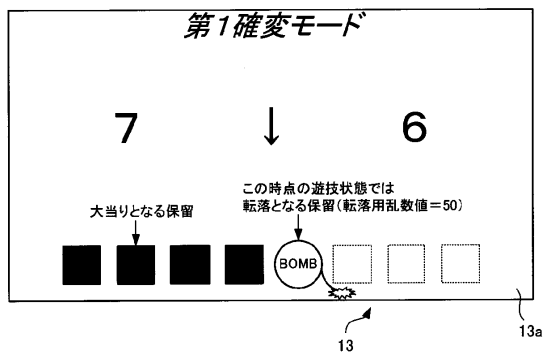 第1確変モード
7 ↓ 6
この時点の遊技状態では
大当りとなる保留
転落となる保留(転落用乱数値=50)
BOMB
13
13a